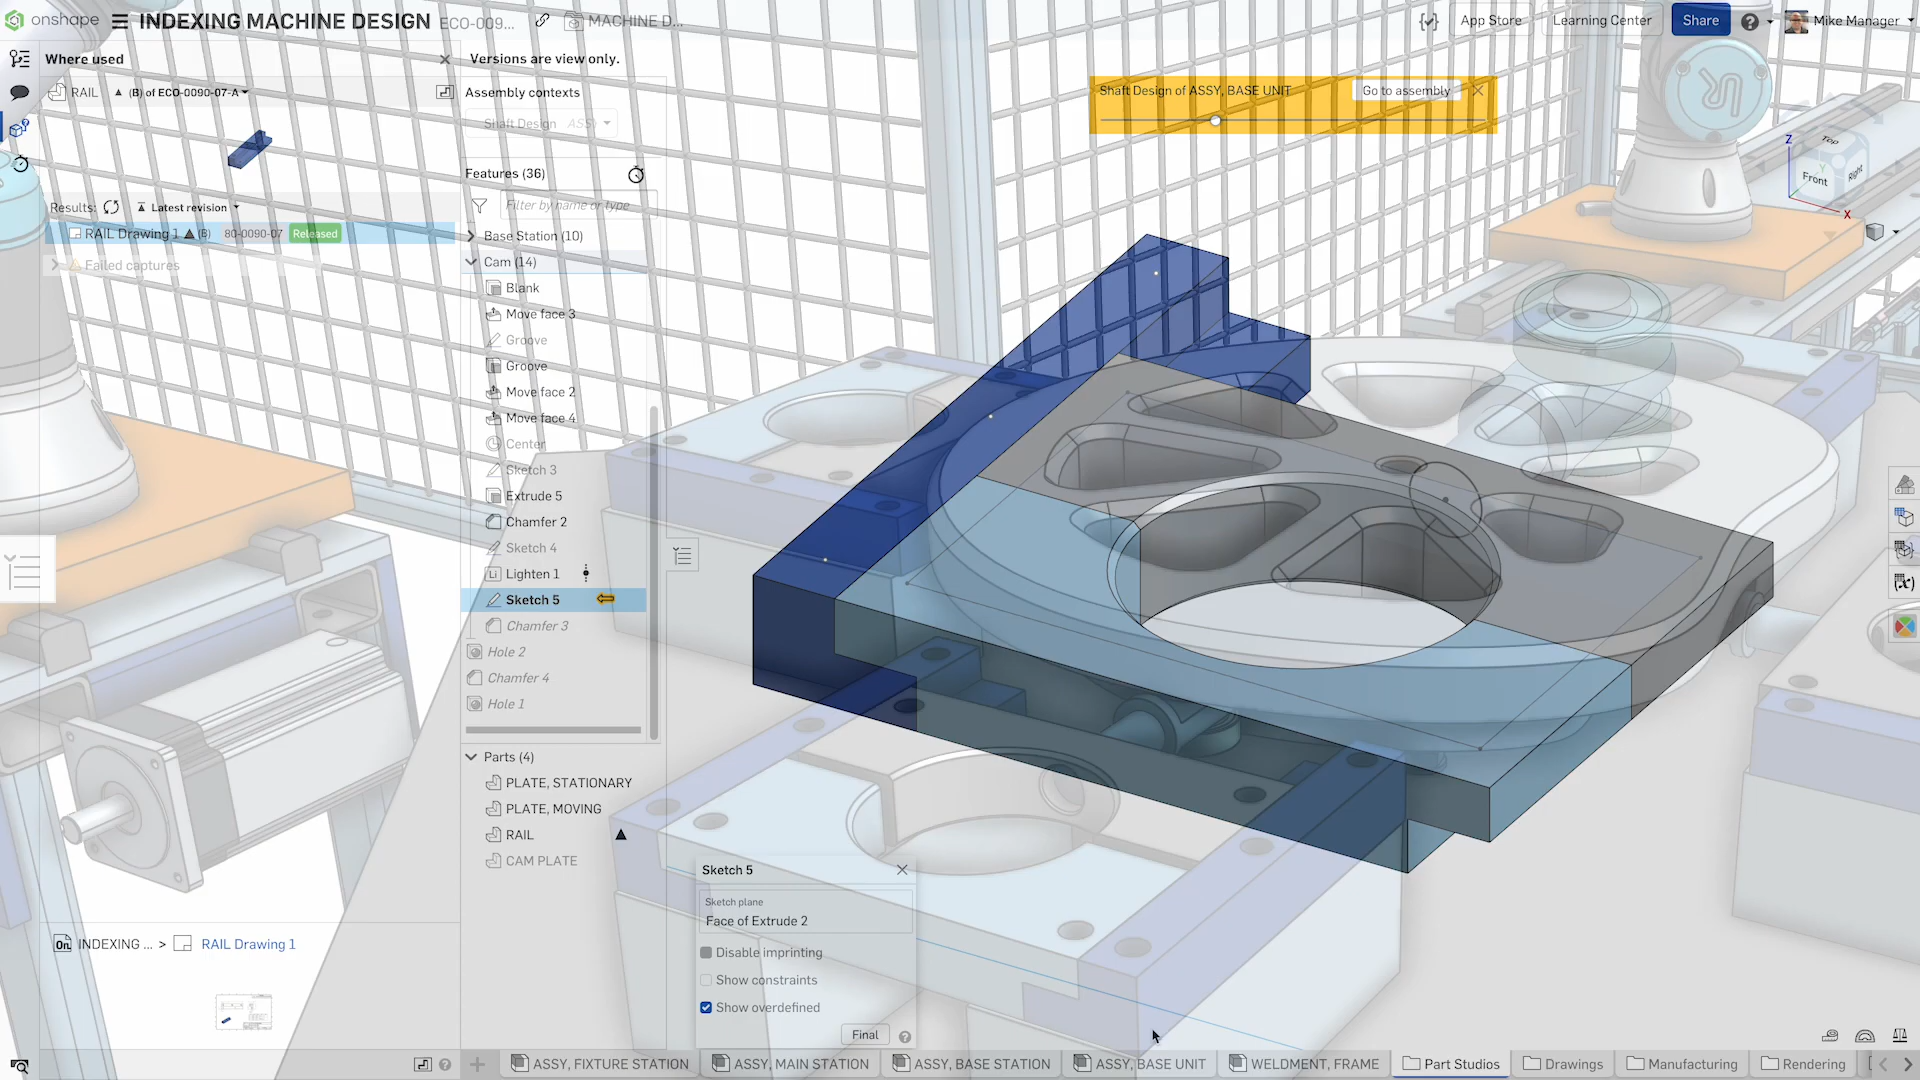 onshape INDEXING MACHINE DESIGN ECO-009... MACHINE D... App Store Learning Center Share Mike Manager
Where used
Versions are view only.
RAIL (B) of ECO-0090-07-A
Assembly contexts
Shaft Design of ASSY, BASE UNIT Go to assembly
Shaft Design
Features (36)
Filter by name or type
Results: Latest revision
RAIL Drawing 1 (B) 80-0090-07 Released
Failed captures
Base Station (10)
Cam (14)
Blank
Move face 3
Groove
Groove
Move face 2
Move face 4
Center
Sketch 3
Extrude 5
Chamfer 2
Sketch 4
Li Lighten 1
Sketch 5
Chamfer 3
Hole 2
Chamfer 4
Hole 1
Parts (4)
PLATE, STATIONARY
PLATE, MOVING
RAIL
CAM PLATE
Z
Top
Front
Right
X
(x)
Sketch 5
Sketch plane
Face of Extrude 2
Disable imprinting
Show constraints
Show overdefined
Final
On INDEXING ... > RAIL Drawing 1
ASSY, FIXTURE STATION ASSY, MAIN STATION ASSY, BASE STATION ASSY, BASE UNIT WELDMENT, FRAME Part Studios Drawings Manufacturing Rendering